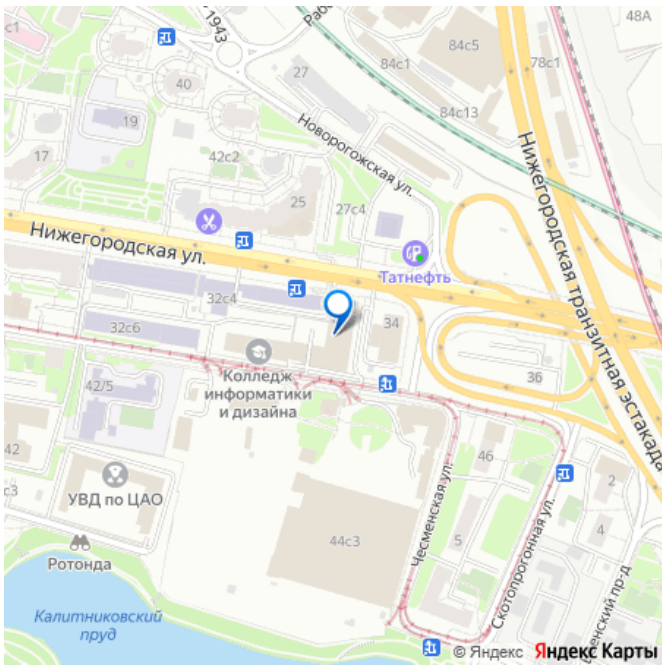 48А
1943
84с5
84с1
78с1
27
40
84с13
19
Новорогожская ул.
17
42с2
25
27с4
Нижегородская ул.
Татнефть
Нижегородская транзитная эстакада
32с4
32с6
34
Колледж
информатики
и дизайна
36
42/5
42
46
УВД по ЦАО
2
с3
44с3
Чесменская ул.
5
4
Скотопрогонная ул.
Ротонда
Калитниковский
пруд
© Яндекс Яндекс Карты